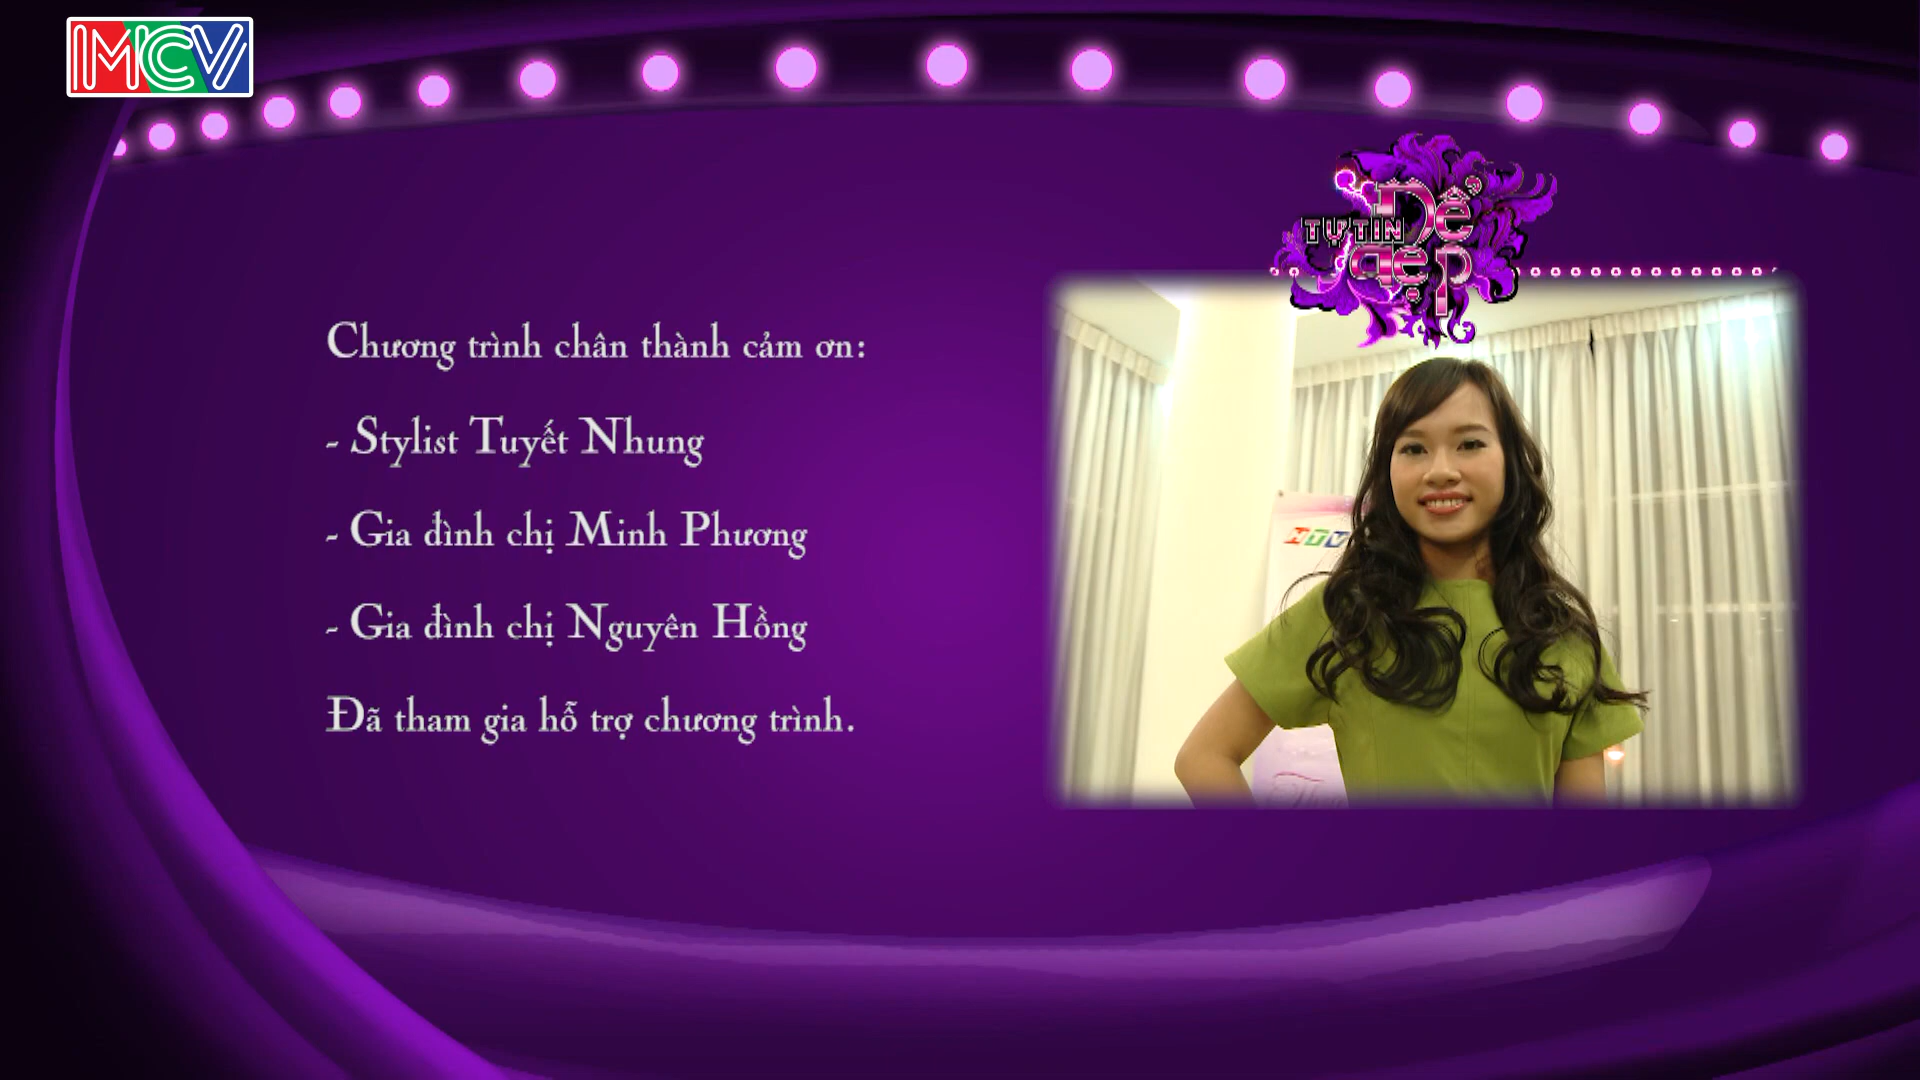 MCV
TỰ TIN Để đẹp
Chương trình chân thành cảm ơn:
- Stylist Tuyết Nhung
- Gia đình chị Minh Phương
- Gia đình chị Nguyên Hồng
Đã tham gia hỗ trợ chương trình.
HTV